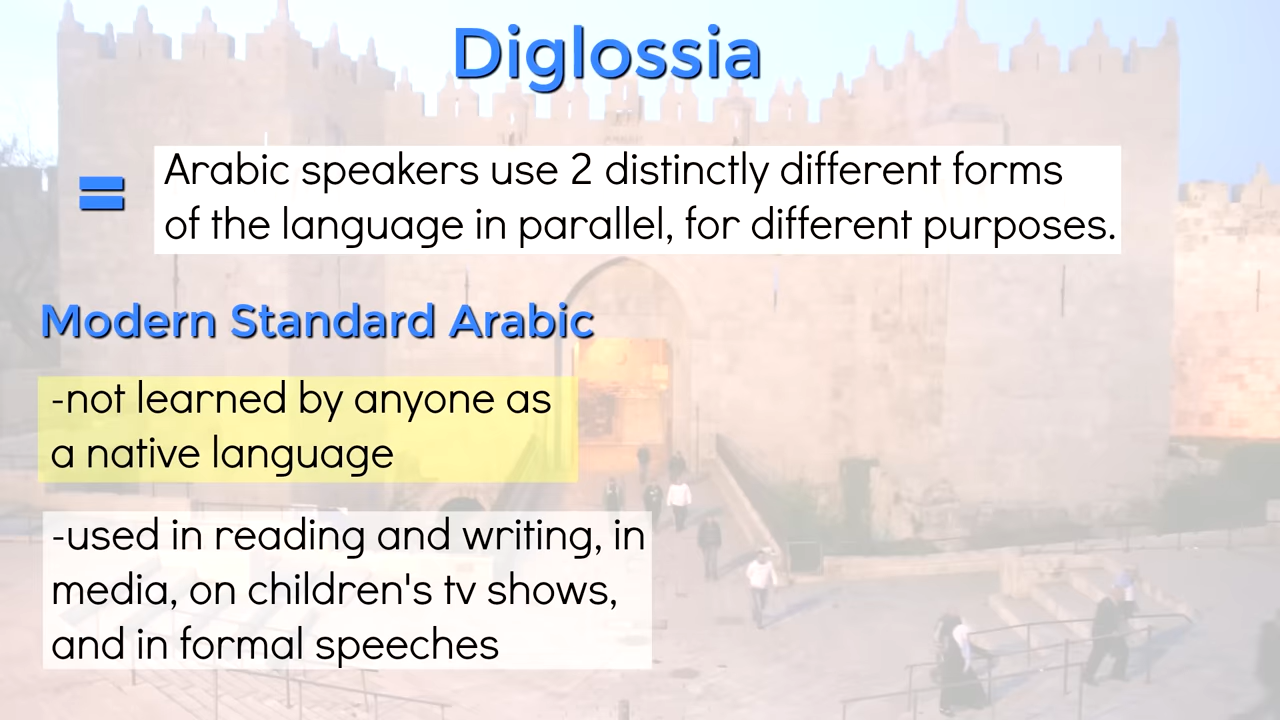 Diglossia
= Arabic speakers use 2 distinctly different forms
of the language in parallel, for different purposes.
Modern Standard Arabic
-not learned by anyone as
a native language
-used in reading and writing, in
media, on children's tv shows,
and in formal speeches